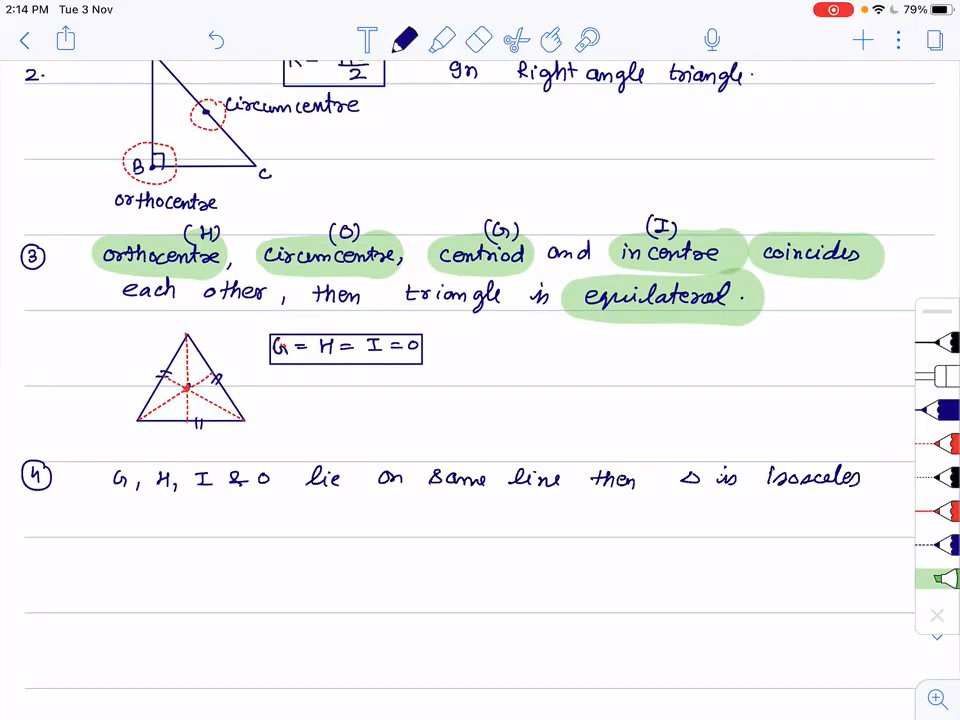 2:14 PM Tue 3 Nov
79%
2.
2
In Right angle triangle.
circumcentre
B
C
orthocentre
(H) (O) (G) (I)
③ orthocentre, circumcentre, centriod and incentre coincides
each other, then triangle is equilateral.
G = H = I = O
④ G, H, I & O lie on same line then Δ is Isosceles